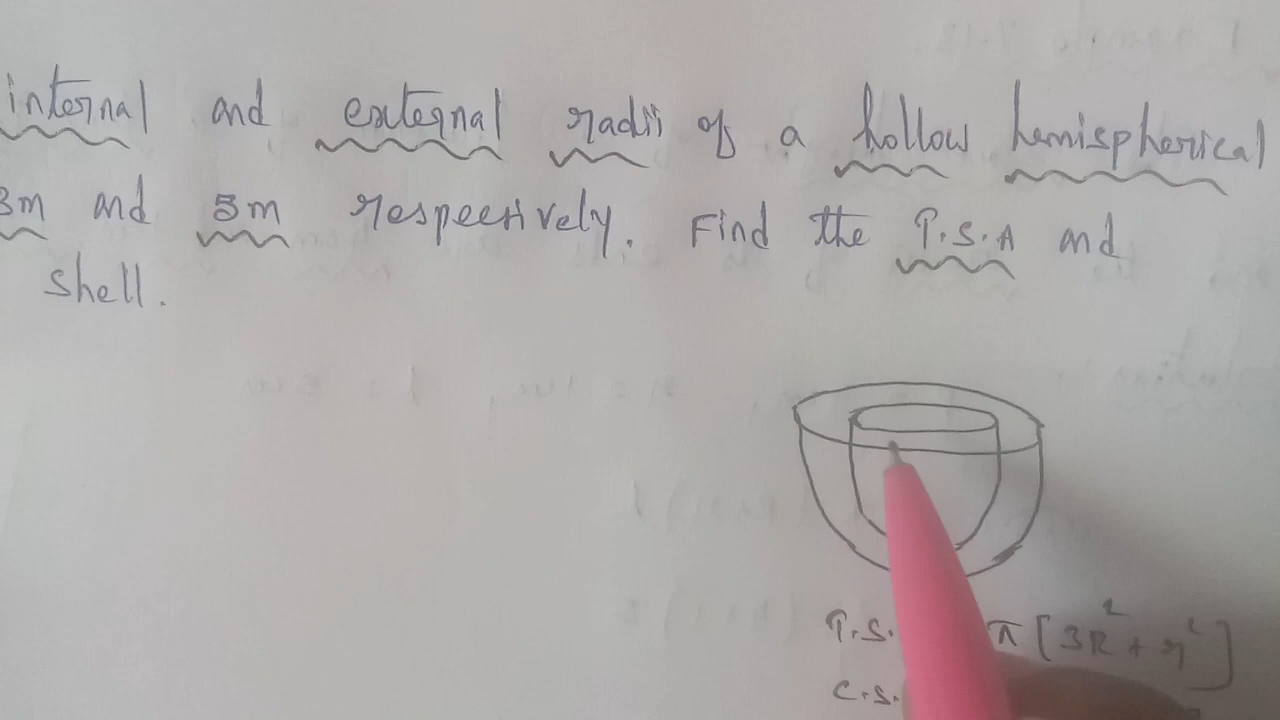 internal and external radii of a hollow hemispherical
3m and 5m respectively. Find the T.S.A and
shell.
T.S. π [3R² + r²]
C.S.